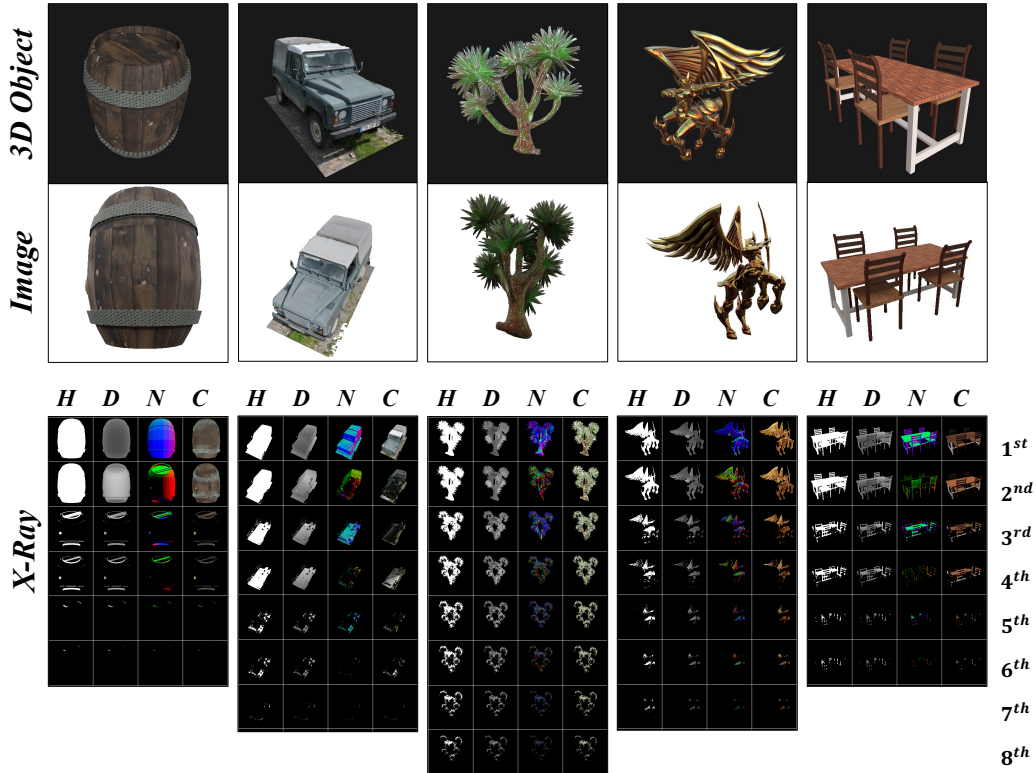 3D Object
Image
H D N C H D N C H D N C H D N C H D N C
X-Ray
1st
2nd
3rd
4th
5th
6th
7th
8th